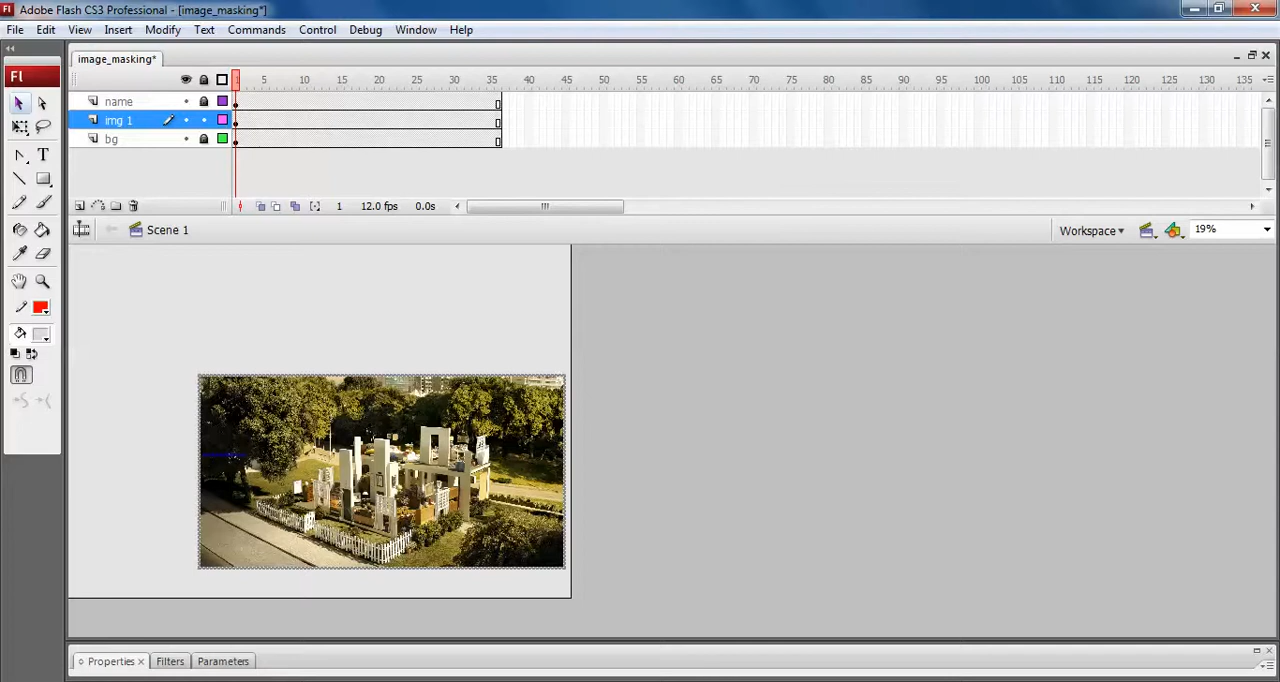 Fl Adobe Flash CS3 Professional - [image_masking*]
File Edit View Insert Modify Text Commands Control Debug Window Help
Fl
image_masking*
1 5 10 15 20 25 30 35 40 45 50 55 60 65 70 75 80 85 90 95 100 105 110 115 120 125 130 135
name
img 1
bg
1 12.0 fps 0.0s
Scene 1 Workspace 19%
Properties Filters Parameters